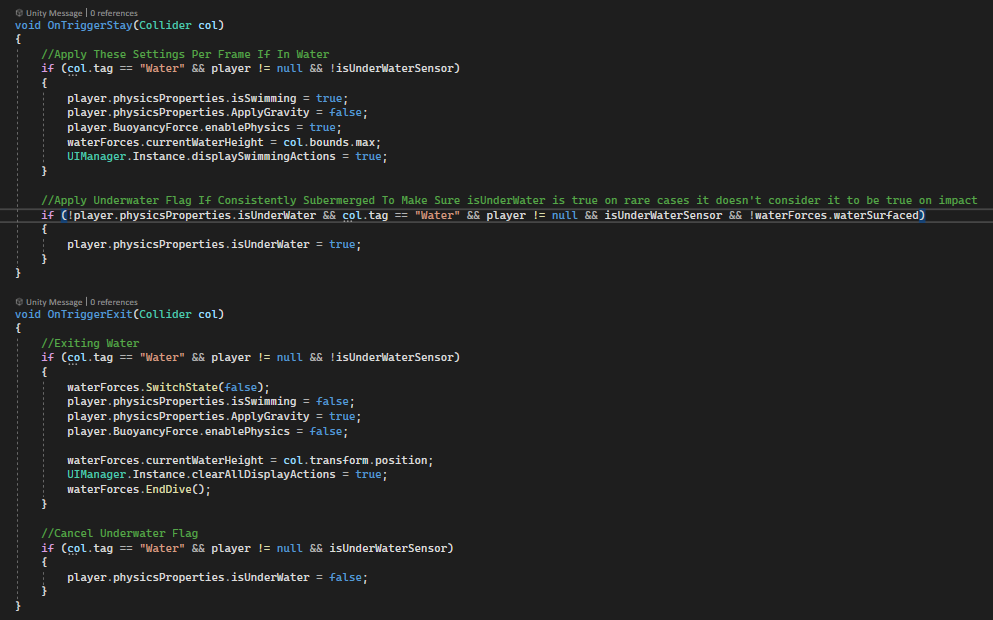 Unity Message | 0 references
void OnTriggerStay(Collider col)
{
//Apply These Settings Per Frame If In Water
if (col.tag == "Water" && player != null && !isUnderWaterSensor)
{
player.physicsProperties.isSwimming = true;
player.physicsProperties.ApplyGravity = false;
player.BuoyancyForce.enablePhysics = true;
waterForces.currentWaterHeight = col.bounds.max;
UIManager.Instance.displaySwimmingActions = true;
}
//Apply Underwater Flag If Consistently Subermerged To Make Sure isUnderWater is true on rare cases it doesn't consider it to be true on impact
if (!player.physicsProperties.isUnderWater && col.tag == "Water" && player != null && isUnderWaterSensor && !waterForces.waterSurfaced)
{
player.physicsProperties.isUnderWater = true;
}
}
Unity Message | 0 references
void OnTriggerExit(Collider col)
{
//Exiting Water
if (col.tag == "Water" && player != null && !isUnderWaterSensor)
{
waterForces.SwitchState(false);
player.physicsProperties.isSwimming = false;
player.physicsProperties.ApplyGravity = true;
player.BuoyancyForce.enablePhysics = false;
waterForces.currentWaterHeight = col.transform.position;
UIManager.Instance.clearAllDisplayActions = true;
waterForces.EndDive();
}
//Cancel Underwater Flag
if (col.tag == "Water" && player != null && isUnderWaterSensor)
{
player.physicsProperties.isUnderWater = false;
}
}